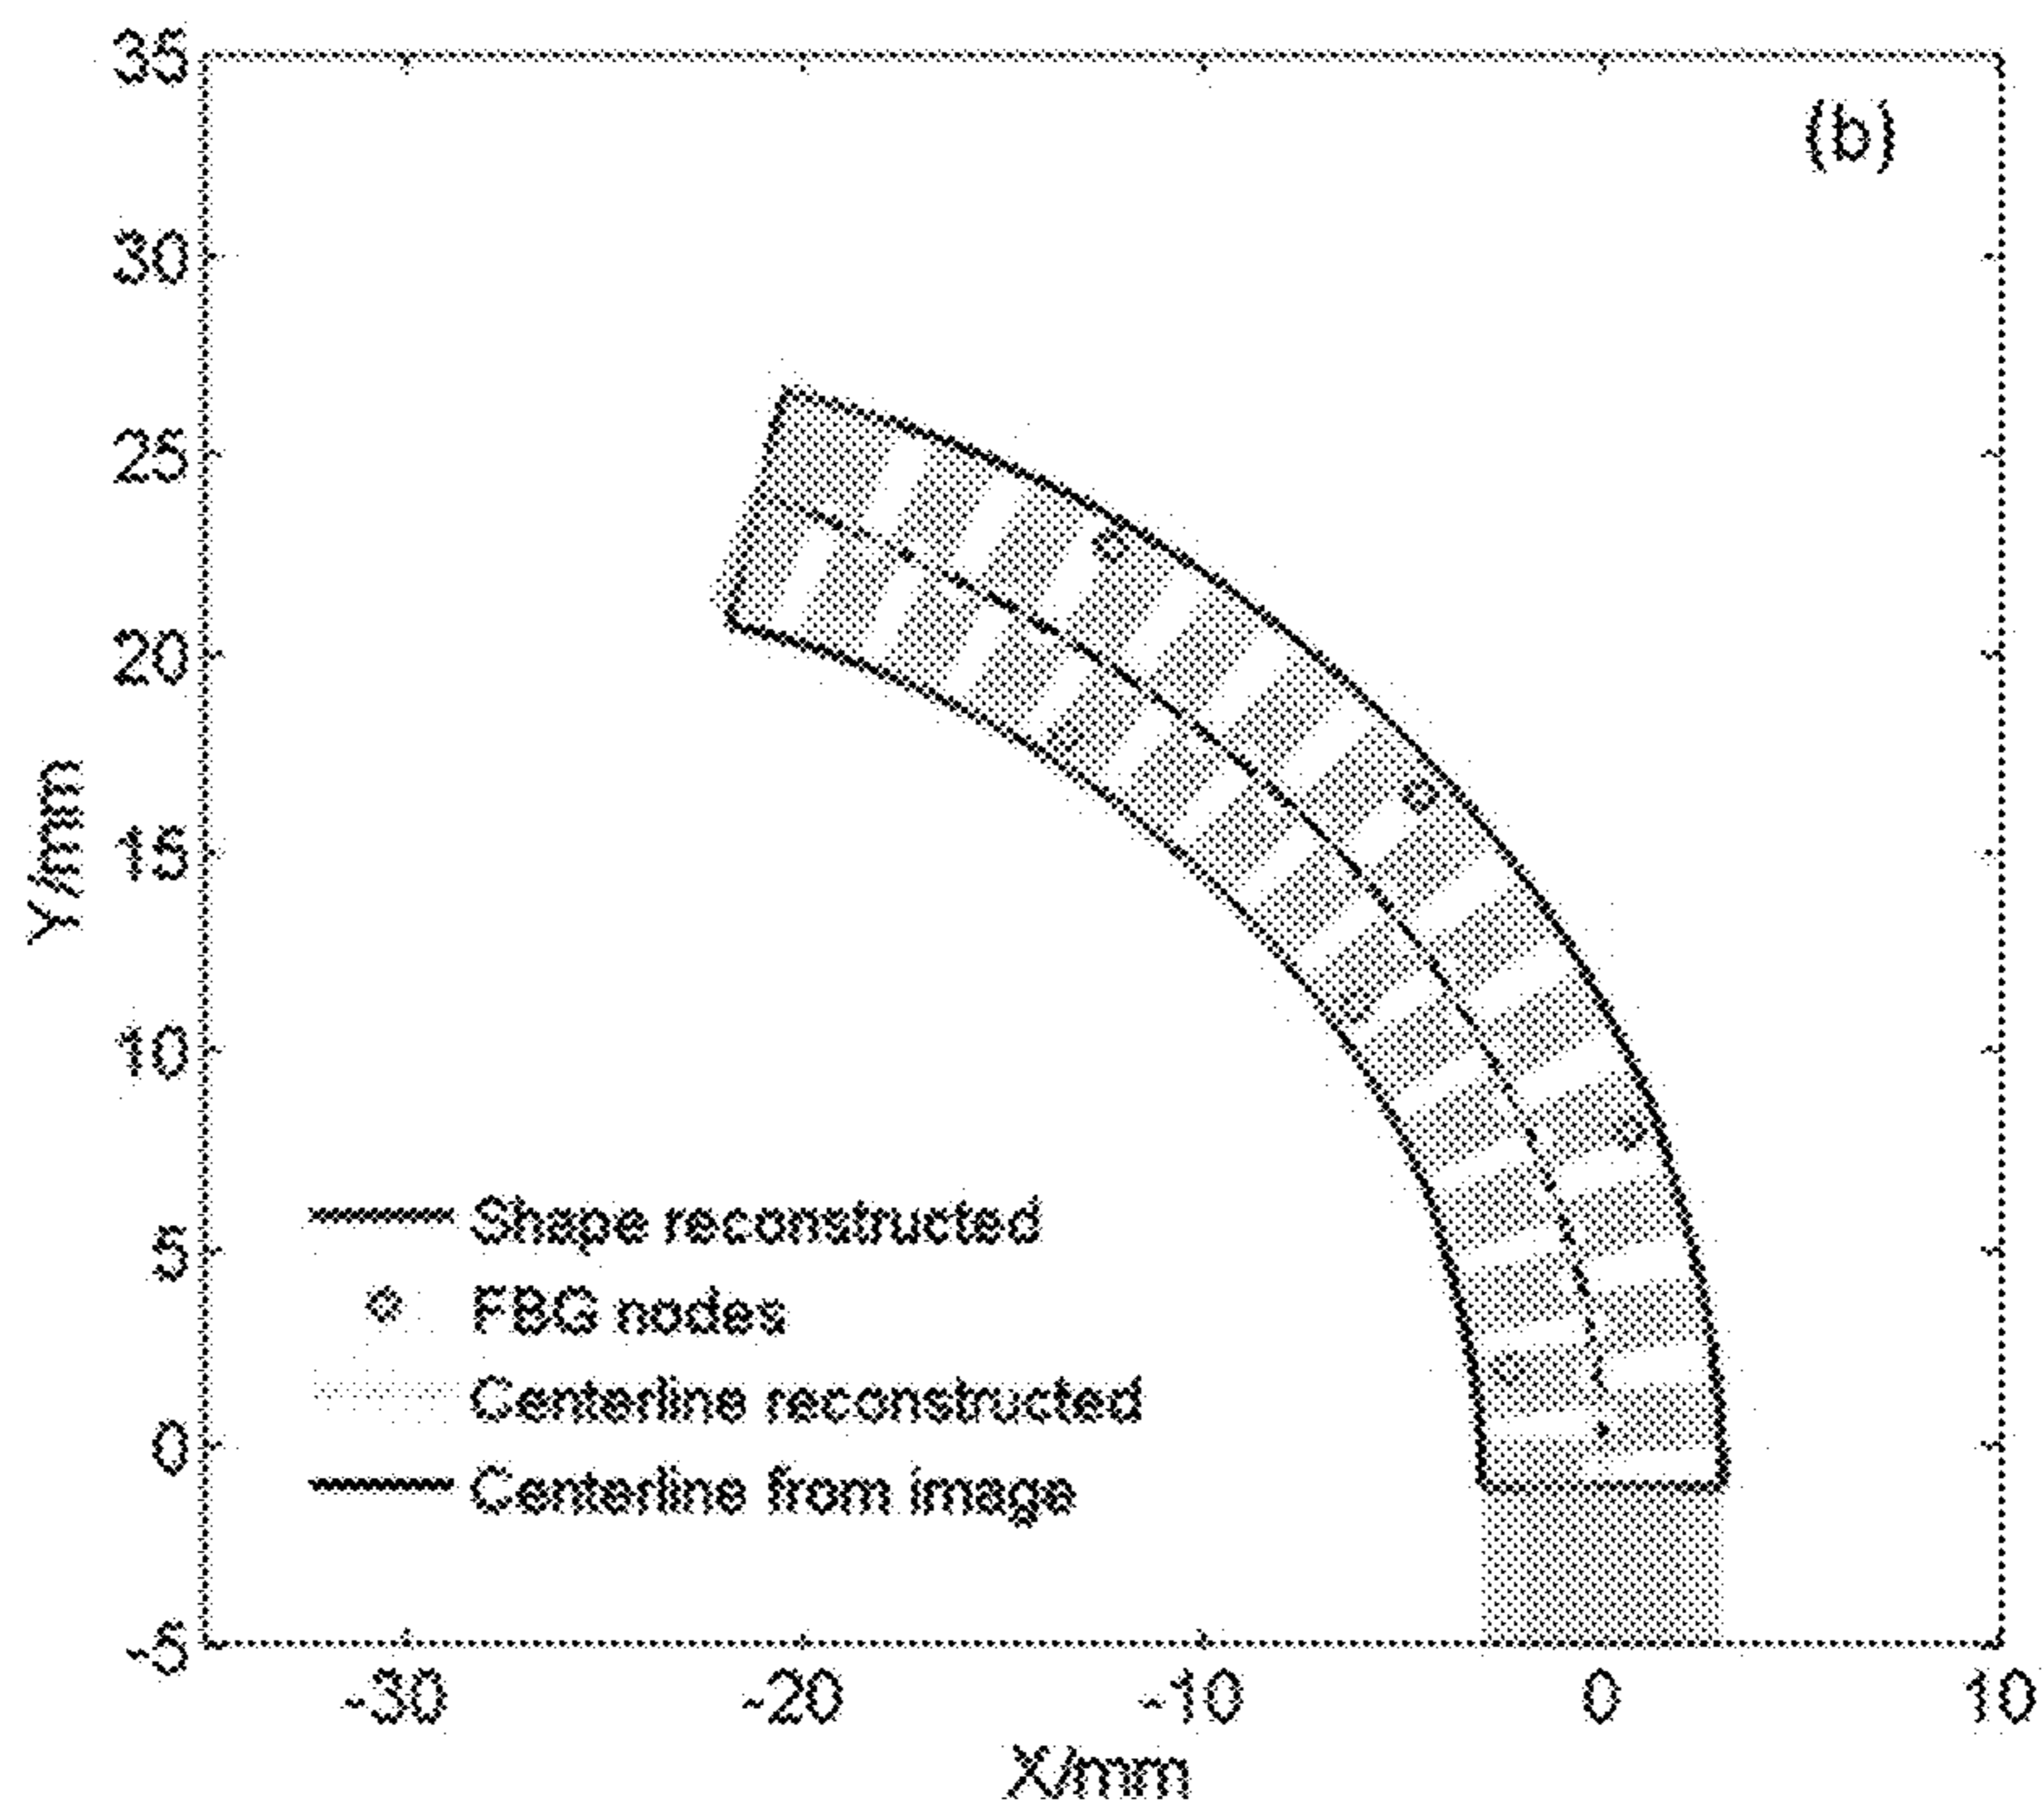 (b)
35
30
25
20
15
10
5
0
-5
Y/mm
Shape reconstructed
FBG nodes
Centerline reconstructed
Centerline from image
-30 -20 -10 0 10
X/mm